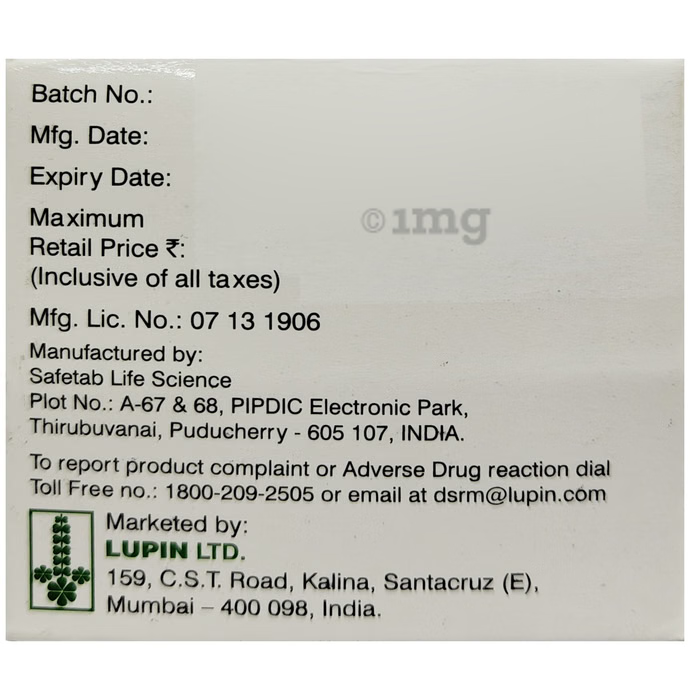 Batch No.:
Mfg. Date:
Expiry Date:
Maximum
Retail Price ₹:
(Inclusive of all taxes)
©1mg
Mfg. Lic. No.: 07 13 1906
Manufactured by:
Safetab Life Science
Plot No.: A-67 & 68, PIPDIC Electronic Park,
Thirubuvanai, Puducherry - 605 107, INDIA.
To report product complaint or Adverse Drug reaction dial
Toll Free no.: 1800-209-2505 or email at dsrm@lupin.com
Marketed by:
LUPIN LTD.
159, C.S.T. Road, Kalina, Santacruz (E),
Mumbai – 400 098, India.